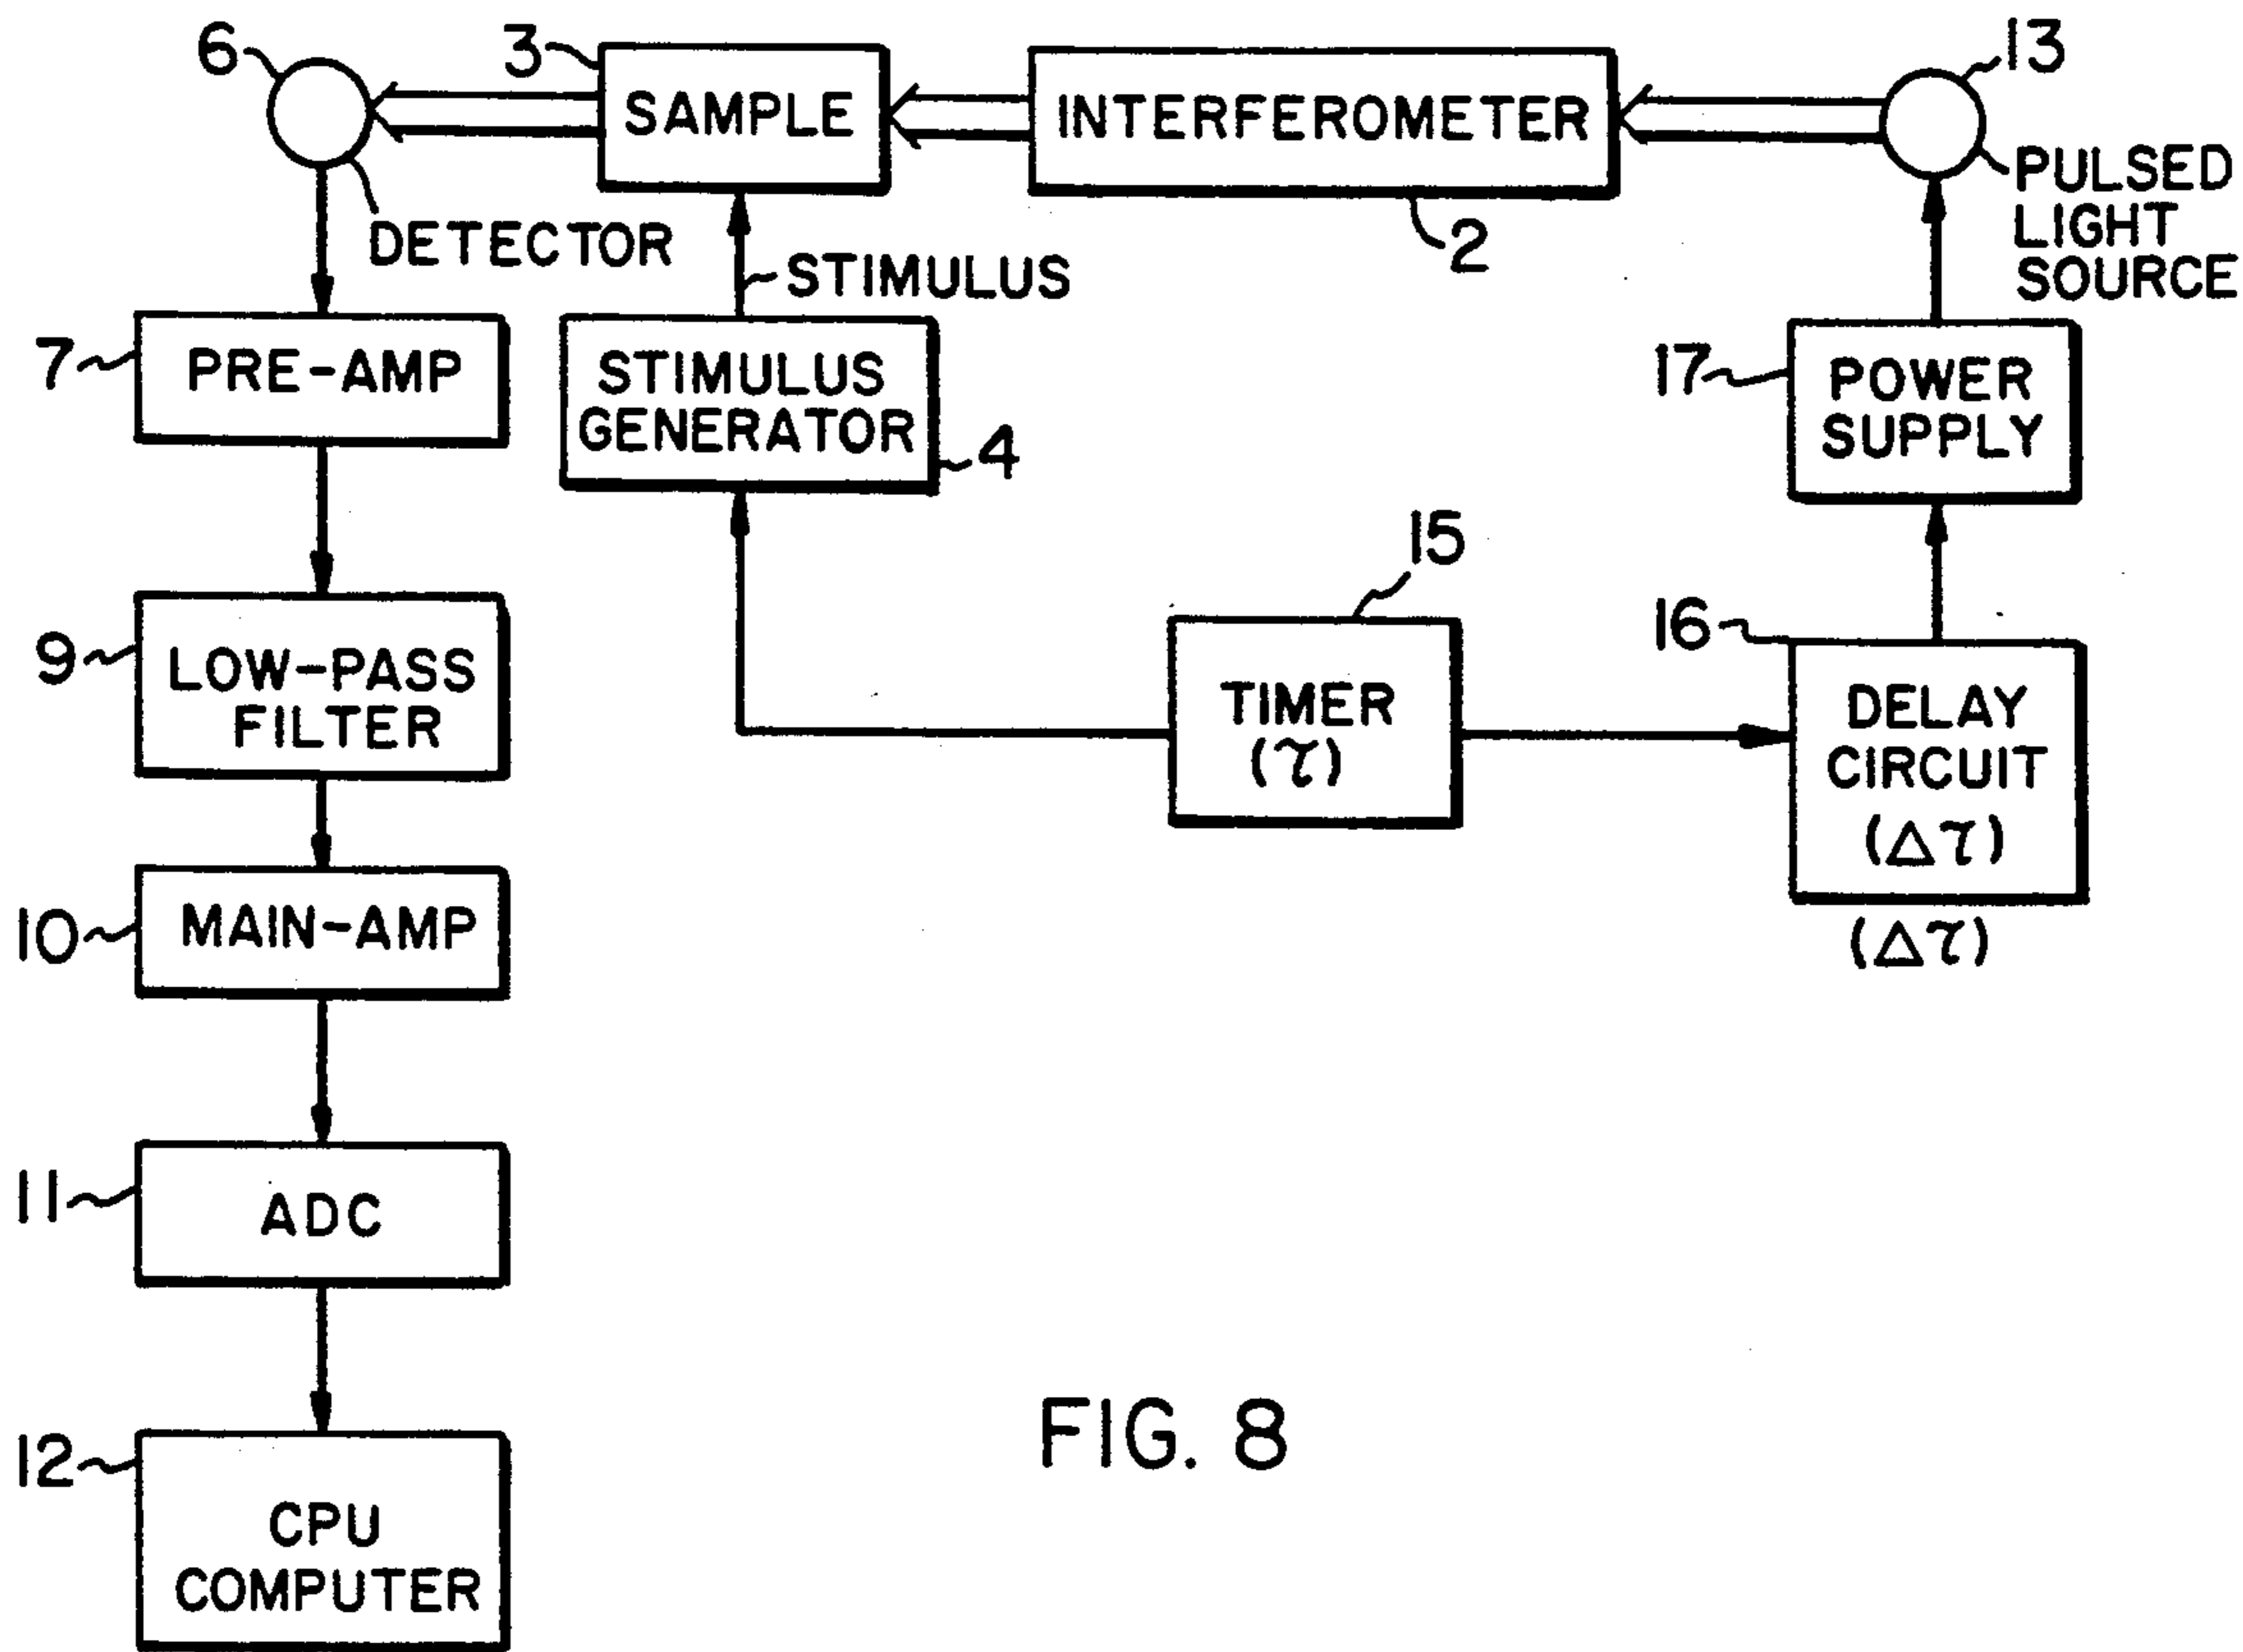 6
3
SAMPLE
INTERFEROMETER
13
PULSED
LIGHT
SOURCE
2
DETECTOR
STIMULUS
7
PRE-AMP
STIMULUS
GENERATOR
4
17
POWER
SUPPLY
15
9
LOW-PASS
FILTER
TIMER
(τ)
16
DELAY
CIRCUIT
(Δτ)
(Δτ)
10
MAIN-AMP
11
ADC
12
CPU
COMPUTER
FIG. 8